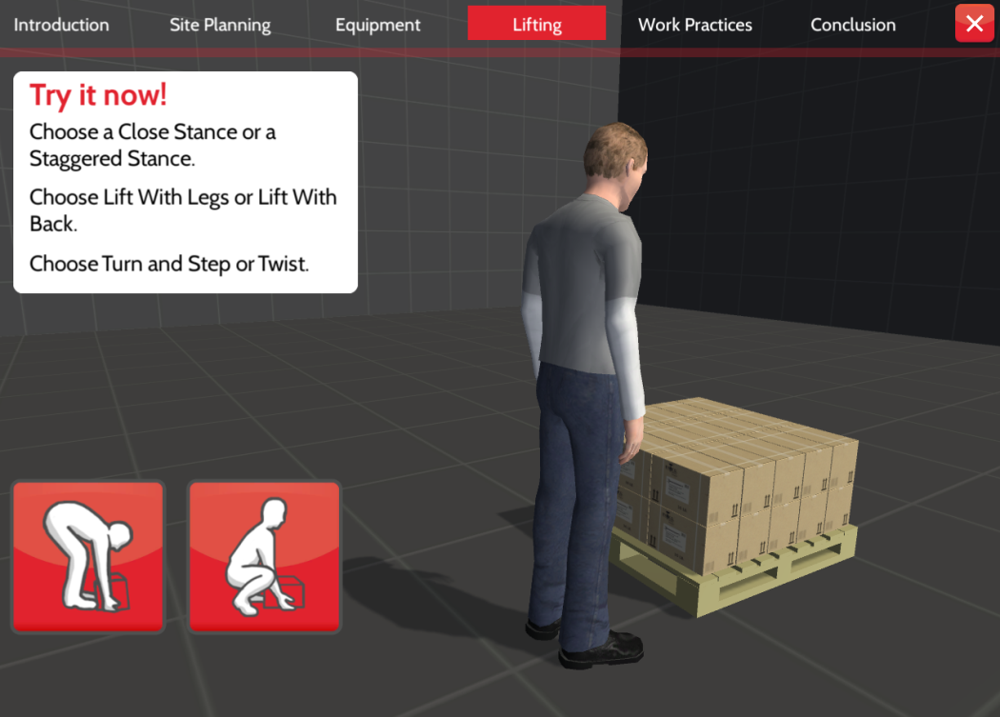 Introduction
Site Planning
Equipment
Lifting
Work Practices
Conclusion
Try it now!
Choose a Close Stance or a
Staggered Stance.
Choose Lift With Legs or Lift With
Back.
Choose Turn and Step or Twist.